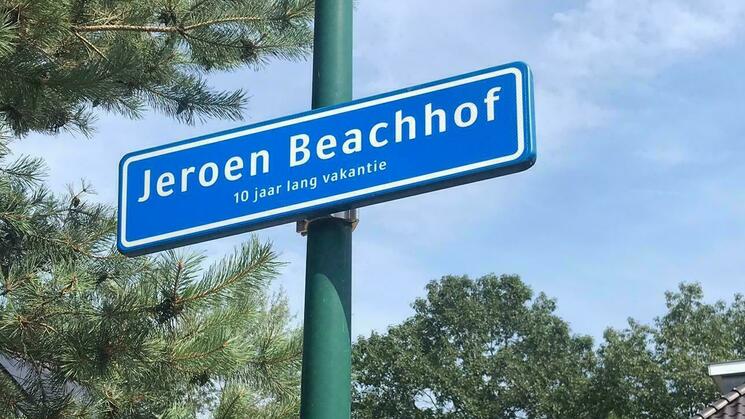 Jeroen Beachhof
10 jaar lang vakantie